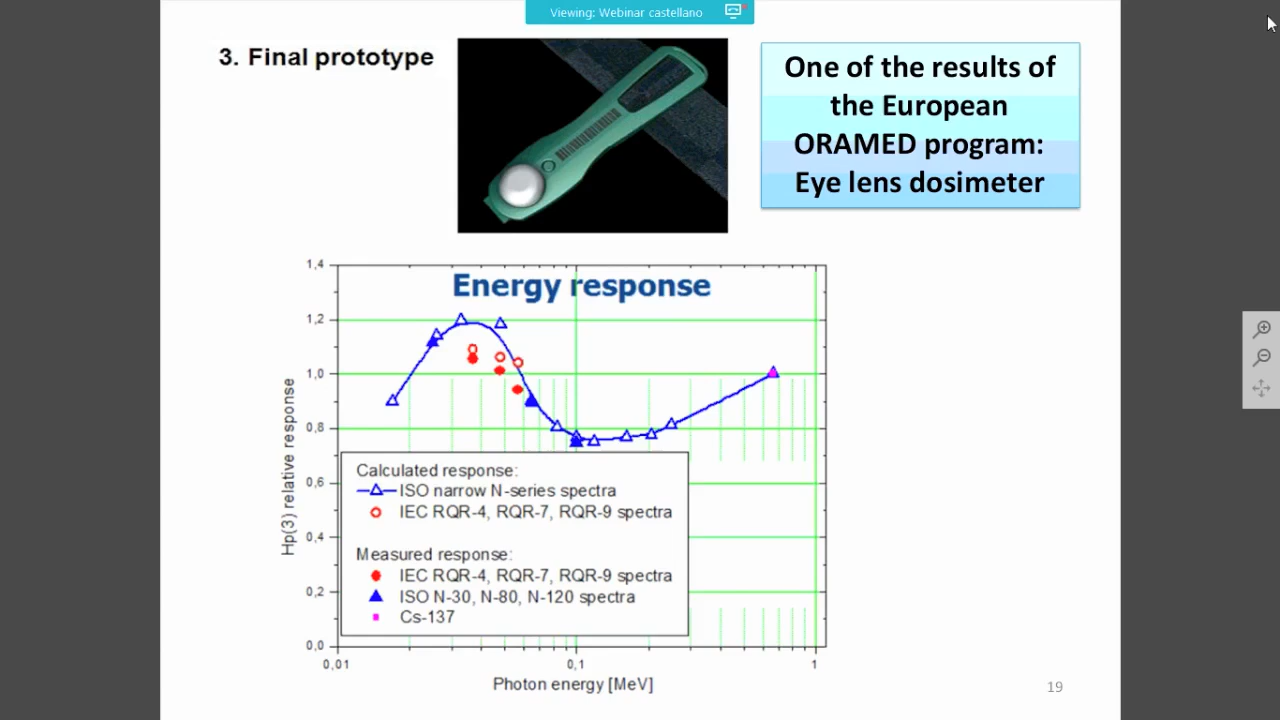 Viewing: Webinar castellano
3. Final prototype
One of the results of
the European
ORAMED program:
Eye lens dosimeter
Energy response
1,4
1,2
1,0
0,8
0,6
0,4
0,2
0,0
Hp(3) relative response
Calculated response:
ISO narrow N-series spectra
IEC RQR-4, RQR-7, RQR-9 spectra
Measured response:
IEC RQR-4, RQR-7, RQR-9 spectra
ISO N-30, N-80, N-120 spectra
Cs-137
0,01
0,1
1
Photon energy [MeV]
19